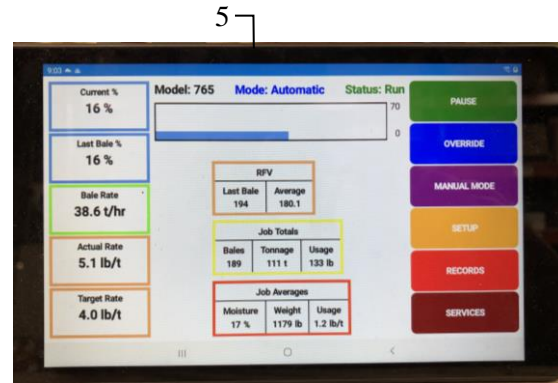 5
9:03
Model: 765 Mode: Automatic Status: Run
Current %
16 %
Last Bale %
16 %
Bale Rate
38.6 t/hr
Actual Rate
5.1 lb/t
Target Rate
4.0 lb/t
70
0
RFV
Last Bale Average
194 180.1
Job Totals
Bales Tonnage Usage
189 111 t 133 lb
Job Averages
Moisture Weight Usage
17 % 1179 lb 1.2 lb/t
PAUSE
OVERRIDE
MANUAL MODE
SETUP
RECORDS
SERVICES